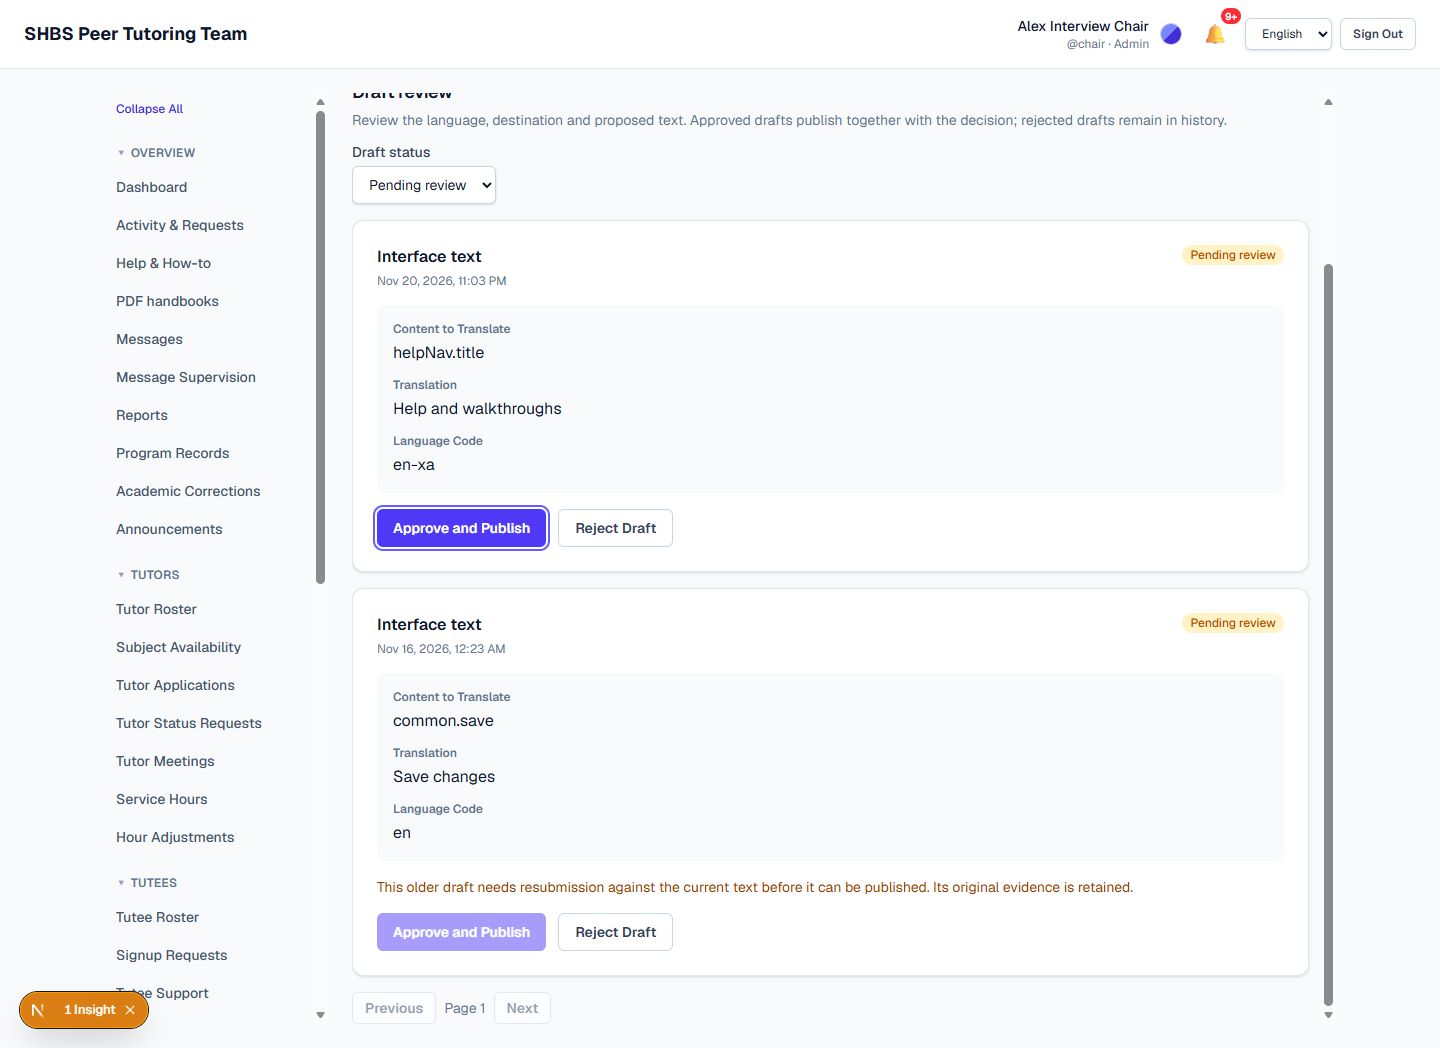 SHBS Peer Tutoring Team
Alex Interview Chair
@chair · Admin
9+
English
Sign Out
Collapse All
OVERVIEW
Dashboard
Activity & Requests
Help & How-to
PDF handbooks
Messages
Message Supervision
Reports
Program Records
Academic Corrections
Announcements
TUTORS
Tutor Roster
Subject Availability
Tutor Applications
Tutor Status Requests
Tutor Meetings
Service Hours
Hour Adjustments
TUTEES
Tutee Roster
Signup Requests
Tutee Support
N
1 Insight
Draft review
Review the language, destination and proposed text. Approved drafts publish together with the decision; rejected drafts remain in history.
Draft status
Pending review
Interface text
Pending review
Nov 20, 2026, 11:03 PM
Content to Translate
helpNav.title
Translation
Help and walkthroughs
Language Code
en-xa
Approve and Publish
Reject Draft
Interface text
Pending review
Nov 16, 2026, 12:23 AM
Content to Translate
common.save
Translation
Save changes
Language Code
en
This older draft needs resubmission against the current text before it can be published. Its original evidence is retained.
Approve and Publish
Reject Draft
Previous
Page 1
Next